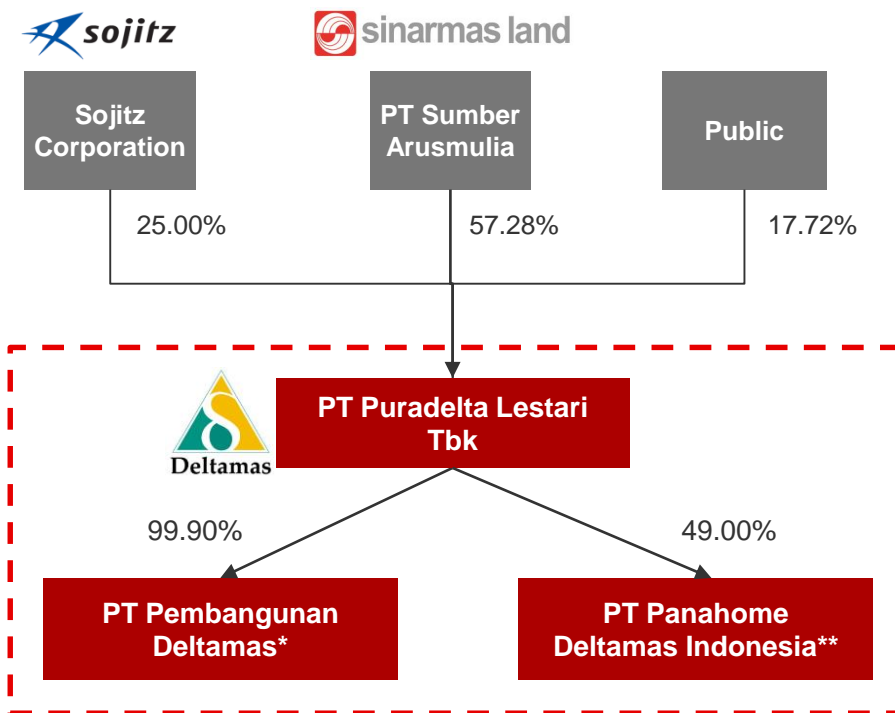 sojitz
sinarmas land
Sojitz
Corporation
PT Sumber
Arusmulia
Public
25.00%
57.28%
17.72%
PT Puradelta Lestari
Tbk
Deltamas
99.90%
49.00%
PT Pembangunan
Deltamas*
PT Panahome
Deltamas Indonesia**